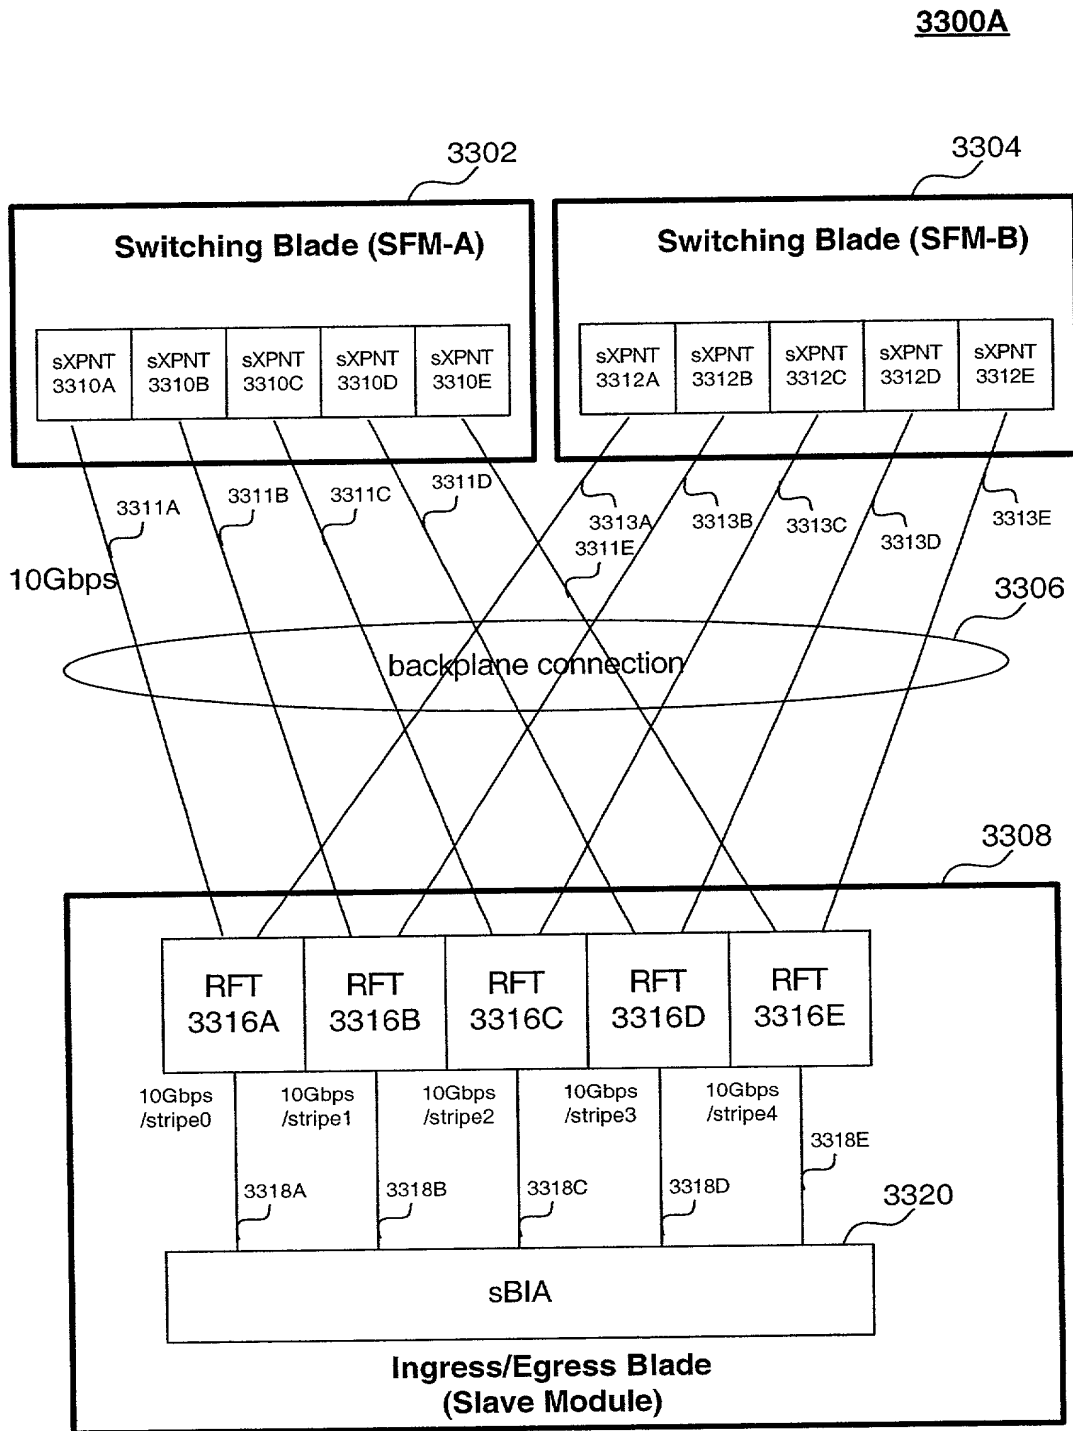 3300A
3302
3304
Switching Blade (SFM-A)
Switching Blade (SFM-B)
sXPNT
3310A
sXPNT
3310B
sXPNT
3310C
sXPNT
3310D
sXPNT
3310E
sXPNT
3312A
sXPNT
3312B
sXPNT
3312C
sXPNT
3312D
sXPNT
3312E
3311A
3311B
3311C
3311D
3313A
3311E
3313B
3313C
3313D
3313E
10Gbps
3306
backplane connection
3308
RFT
3316A
RFT
3316B
RFT
3316C
RFT
3316D
RFT
3316E
10Gbps
/stripe0
10Gbps
/stripe1
10Gbps
/stripe2
10Gbps
/stripe3
10Gbps
/stripe4
3318A
3318B
3318C
3318D
3318E
3320
sBIA
Ingress/Egress Blade
(Slave Module)